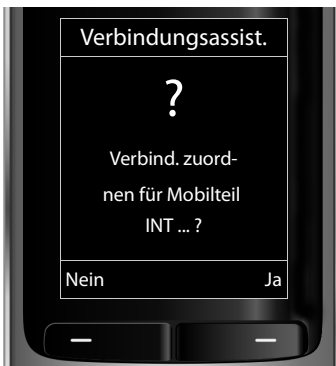 Verbindungsassist.
?
Verbind. zuord-
nen für Mobilteil
INT ... ?
Nein Ja